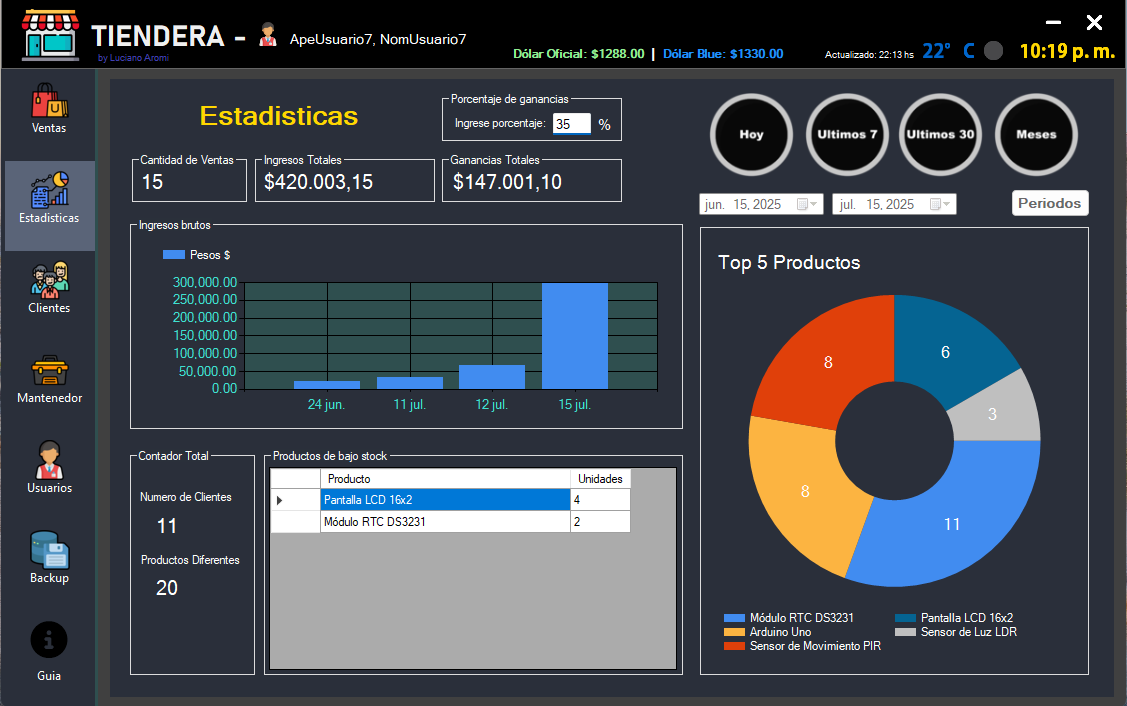 TIENDERA -
by Luciano Aromi
ApeUsuario7, NomUsuario7
Dólar Oficial: $1288.00 | Dólar Blue: $1330.00
Actualizado: 22:13 hs
22° C
10:19 p. m.
Ventas
Estadisticas
Clientes
Mantenedor
Usuarios
Backup
Guia
Estadisticas
Porcentaje de ganancias
Ingrese porcentaje: 35 %
Hoy
Ultimos 7
Ultimos 30
Meses
Cantidad de Ventas
15
Ingresos Totales
$420.003,15
Ganancias Totales
$147.001,10
jun. 15, 2025
jul. 15, 2025
Periodos
Ingresos brutos
Pesos $
300,000.00
250,000.00
200,000.00
150,000.00
100,000.00
50,000.00
0.00
24 jun.
11 jul.
12 jul.
15 jul.
Top 5 Productos
6
3
11
8
8
Módulo RTC DS3231
Pantalla LCD 16x2
Arduino Uno
Sensor de Luz LDR
Sensor de Movimiento PIR
Contador Total
Numero de Clientes
11
Productos Diferentes
20
Productos de bajo stock
Producto Unidades
Pantalla LCD 16x2 4
Módulo RTC DS3231 2